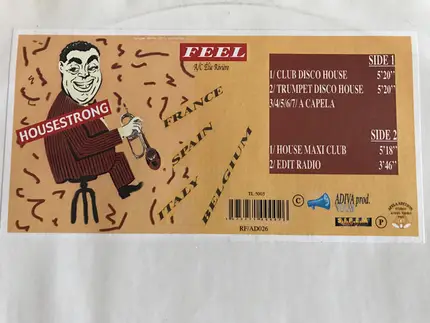 FEEL
A/C Élie Rivière
HOUSESTRONG
FRANCE
SPAIN
ITALY
BELGIUM
SIDE 1
1/ CLUB DISCO HOUSE 5'20''
2/ TRUMPET DISCO HOUSE 5'20''
3/4/5/6/7/ A CAPELA
SIDE 2
1/ HOUSE MAXI CLUB 5'18''
2/ EDIT RADIO 3'46''
RF/AD026
C
ADIVA prod.
P